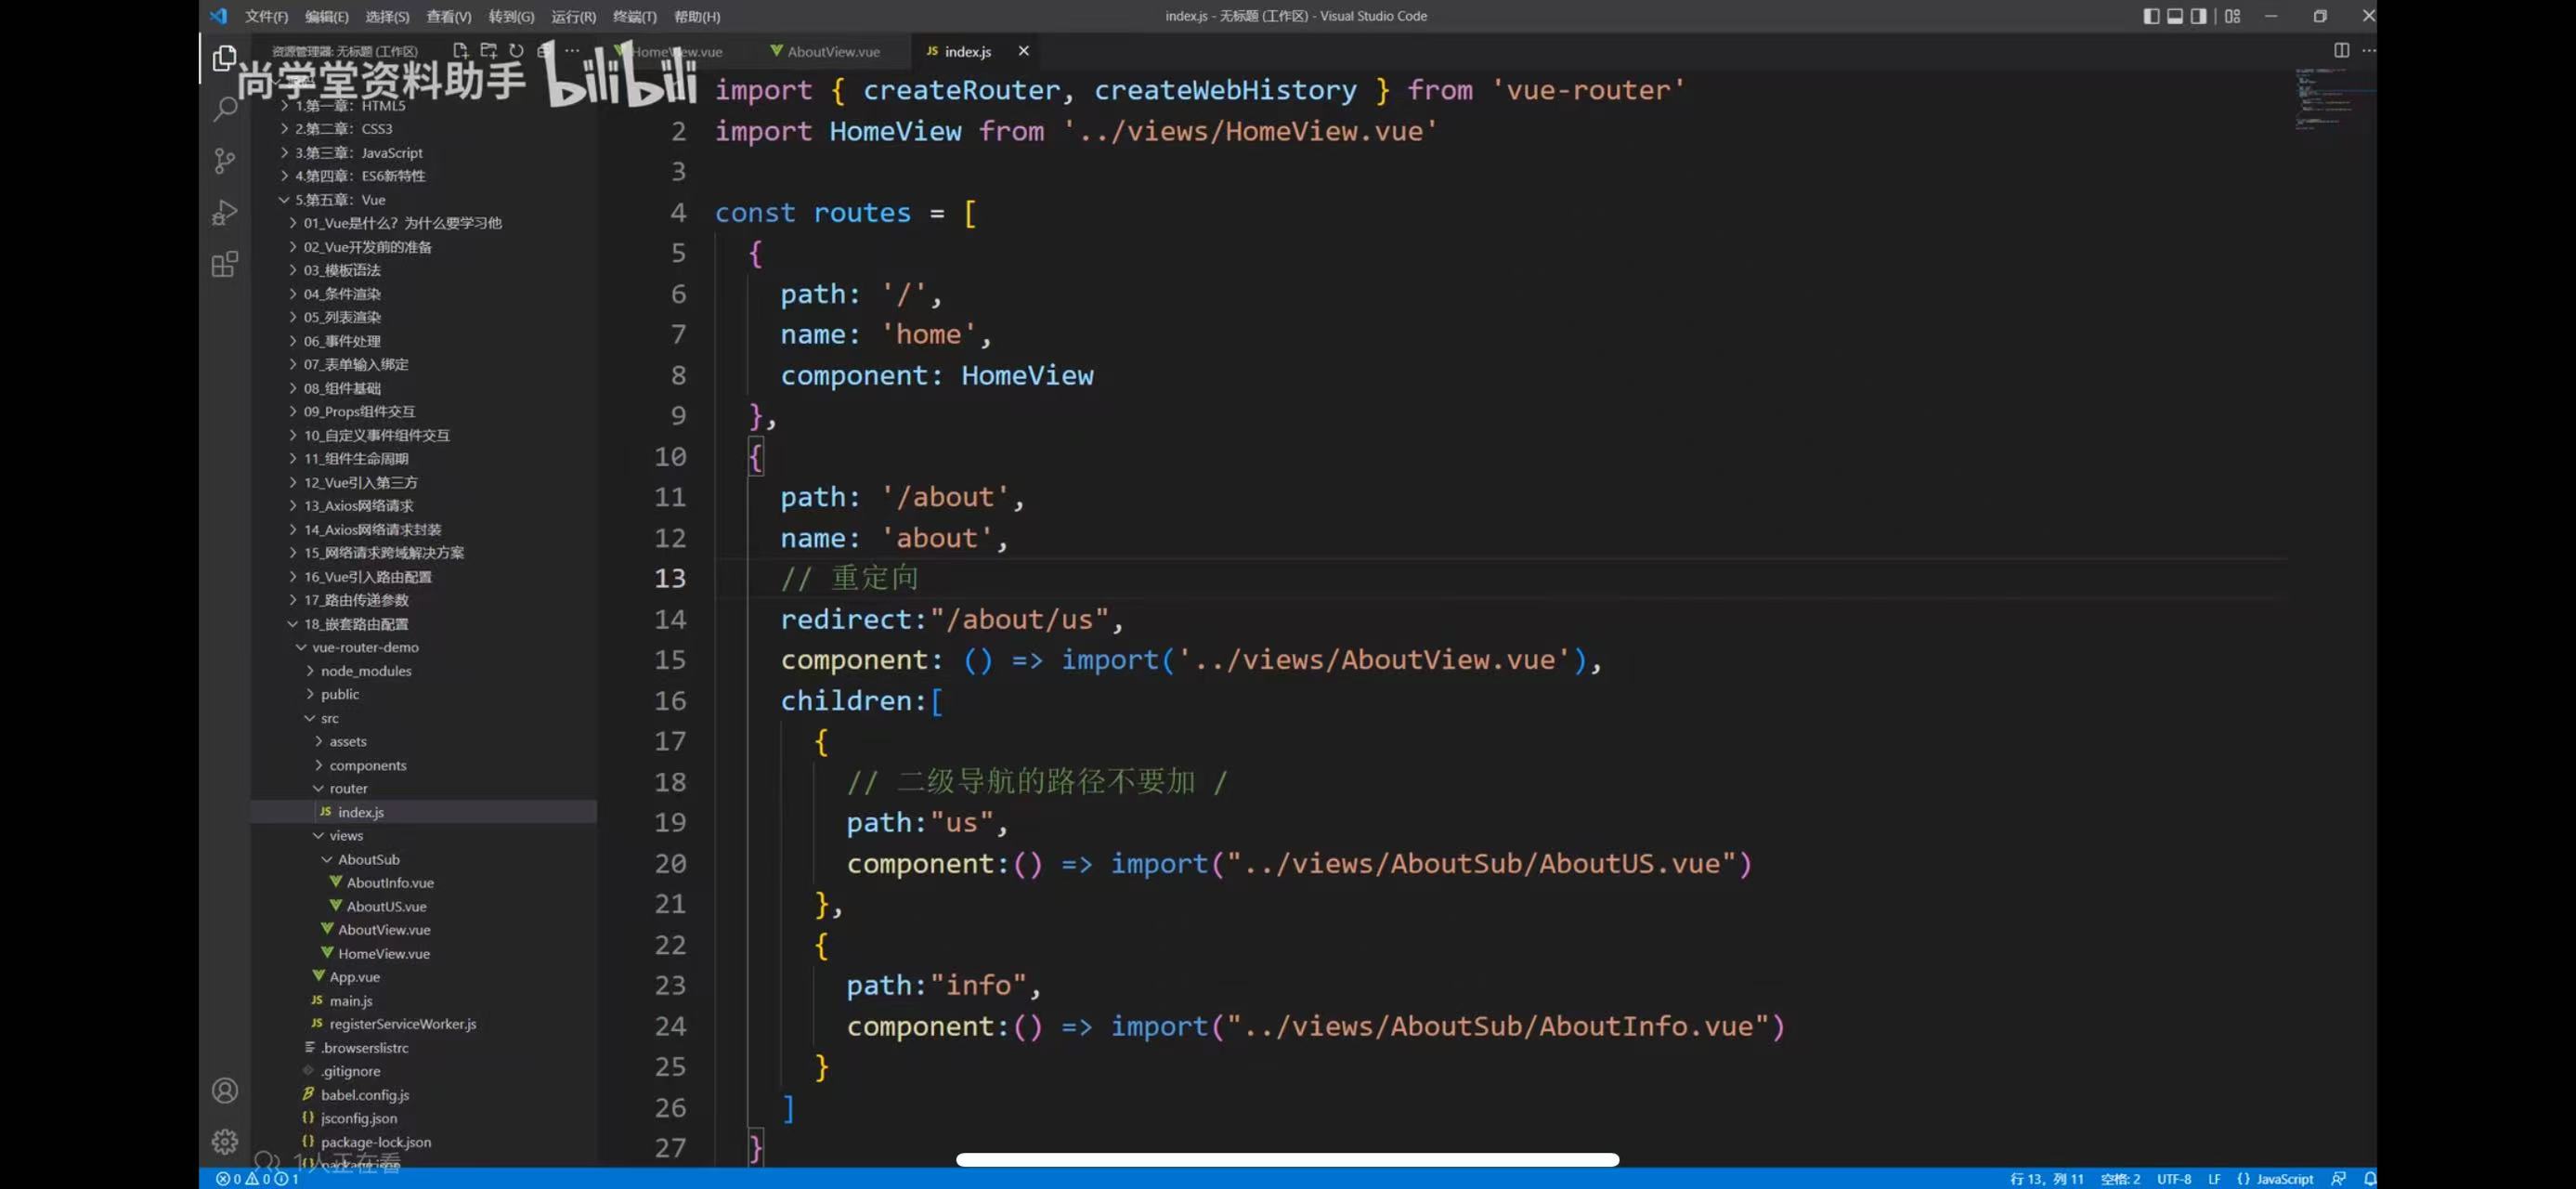 文件(F) 编辑(E) 选择(S) 查看(V) 转到(G) 运行(R) 终端(T) 帮助(H)
index.js - 无标题 (工作区) - Visual Studio Code
资源管理器: 无标题 (工作区)
尚学堂资料助手 bilibili
1.第一章：HTML5
2.第二章：CSS3
3.第三章：JavaScript
4.第四章：ES6新特性
5.第五章：Vue
01_Vue是什么？为什么要学习他
02_Vue开发前的准备
03_模板语法
04_条件渲染
05_列表渲染
06_事件处理
07_表单输入绑定
08_组件基础
09_Props组件交互
10_自定义事件组件交互
11_组件生命周期
12_Vue引入第三方
13_Axios网络请求
14_Axios网络请求封装
15_网络请求跨域解决方案
16_Vue引入路由配置
17_路由传递参数
18_嵌套路由配置
vue-router-demo
node_modules
public
src
assets
components
router
JS index.js
views
AboutSub
AboutInfo.vue
AboutUS.vue
AboutView.vue
HomeView.vue
App.vue
JS main.js
JS registerServiceWorker.js
.browserslistrc
.gitignore
babel.config.js
{} jsconfig.json
{} package-lock.json
{} package.json
1人正在看
HomeView.vue AboutView.vue JS index.js
import { createRouter, createWebHistory } from 'vue-router'
2 import HomeView from '../views/HomeView.vue'
3
4 const routes = [
5 {
6 path: '/',
7 name: 'home',
8 component: HomeView
9 },
10 {
11 path: '/about',
12 name: 'about',
13 // 重定向
14 redirect:"/about/us",
15 component: () => import('../views/AboutView.vue'),
16 children:[
17 {
18 // 二级导航的路径不要加 /
19 path:"us",
20 component:() => import("../views/AboutSub/AboutUS.vue")
21 },
22 {
23 path:"info",
24 component:() => import("../views/AboutSub/AboutInfo.vue")
25 }
26 ]
27 }
0 0 1
行 13，列 11 空格: 2 UTF-8 LF {} JavaScript